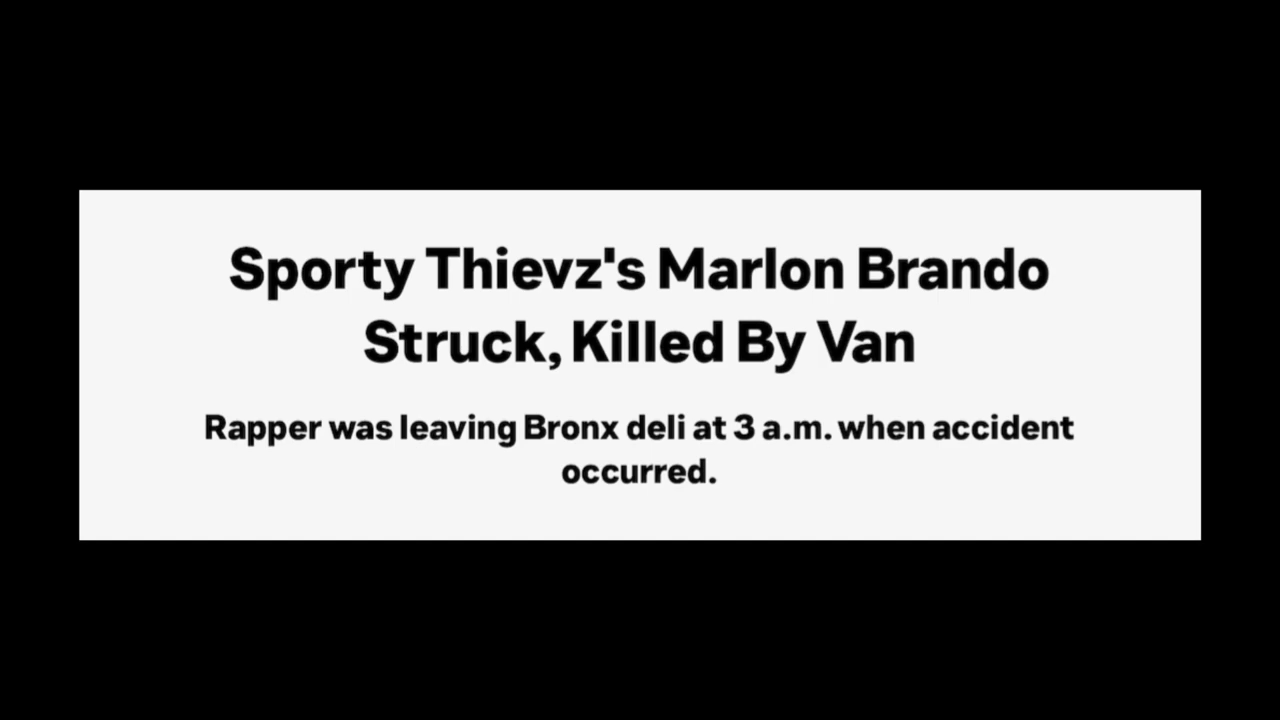 Sporty Thievz's Marlon Brando
Struck, Killed By Van
Rapper was leaving Bronx deli at 3 a.m. when accident
occurred.